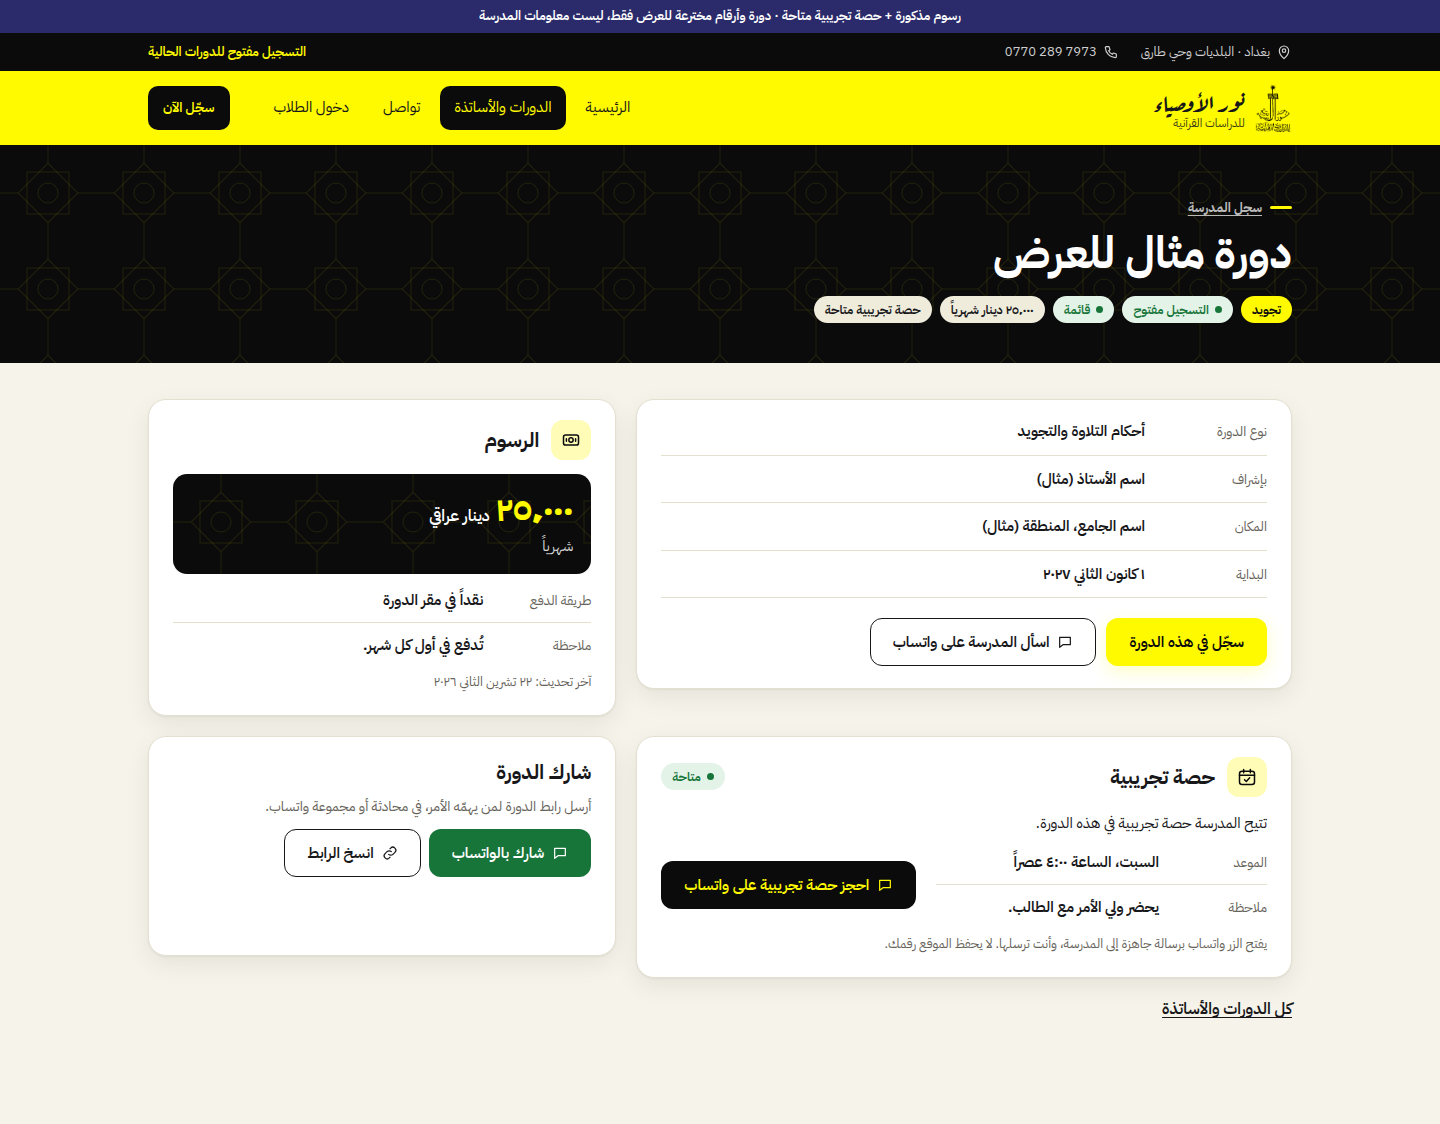 رسوم مذكورة + حصة تجريبية متاحة · دورة وأرقام مخترعة للعرض فقط، ليست معلومات المدرسة
بغداد · البلديات وحي طارق
0770 289 7973
التسجيل مفتوح للدورات الحالية
نور الأوصياء
للدراسات القرآنية
الرئيسية
الدورات والأساتذة
تواصل
دخول الطلاب
سجّل الآن
سجل المدرسة
دورة مثال للعرض
تجويد
التسجيل مفتوح
قائمة
٢٥,٠٠٠ دينار شهرياً
حصة تجريبية متاحة
نوع الدورة أحكام التلاوة والتجويد
بإشراف اسم الأستاذ (مثال)
المكان اسم الجامع، المنطقة (مثال)
البداية ١ كانون الثاني ٢٠٢٧
سجّل في هذه الدورة
اسأل المدرسة على واتساب
الرسوم
٢٥,٠٠٠ دينار عراقي
شهرياً
طريقة الدفع نقداً في مقر الدورة
ملاحظة تُدفع في أول كل شهر.
آخر تحديث: ٢٢ تشرين الثاني ٢٠٢٦
حصة تجريبية
متاحة
تتيح المدرسة حصة تجريبية في هذه الدورة.
الموعد السبت، الساعة ٤:٠٠ عصراً
ملاحظة يحضر ولي الأمر مع الطالب.
احجز حصة تجريبية على واتساب
يفتح الزر واتساب برسالة جاهزة إلى المدرسة، وأنت ترسلها. لا يحفظ الموقع رقمك.
شارك الدورة
أرسل رابط الدورة لمن يهمّه الأمر، في محادثة أو مجموعة واتساب.
شارك بالواتساب
انسخ الرابط
كل الدورات والأساتذة